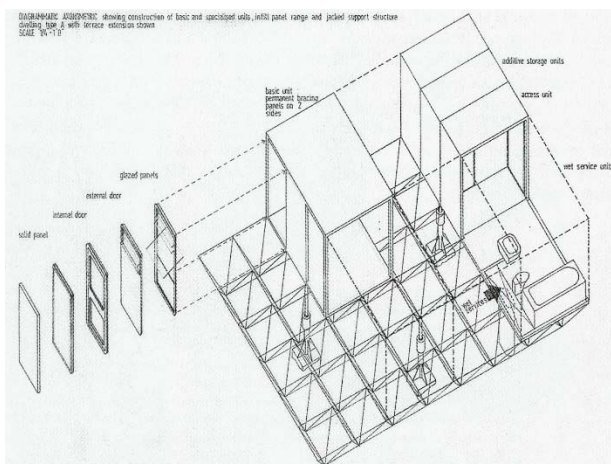 DIAGRAMMATIC AXONOMETRIC showing construction of basic and specialised units, infill panel range and jacked support structure
dwelling type A with terrace extension shown
SCALE 1/4"=1'0"
additive storage units
basic unit
permanent bracing
panels on 2
sides
access unit
wet service unit
glazed panels
external door
internal door
solid panel
wet
services